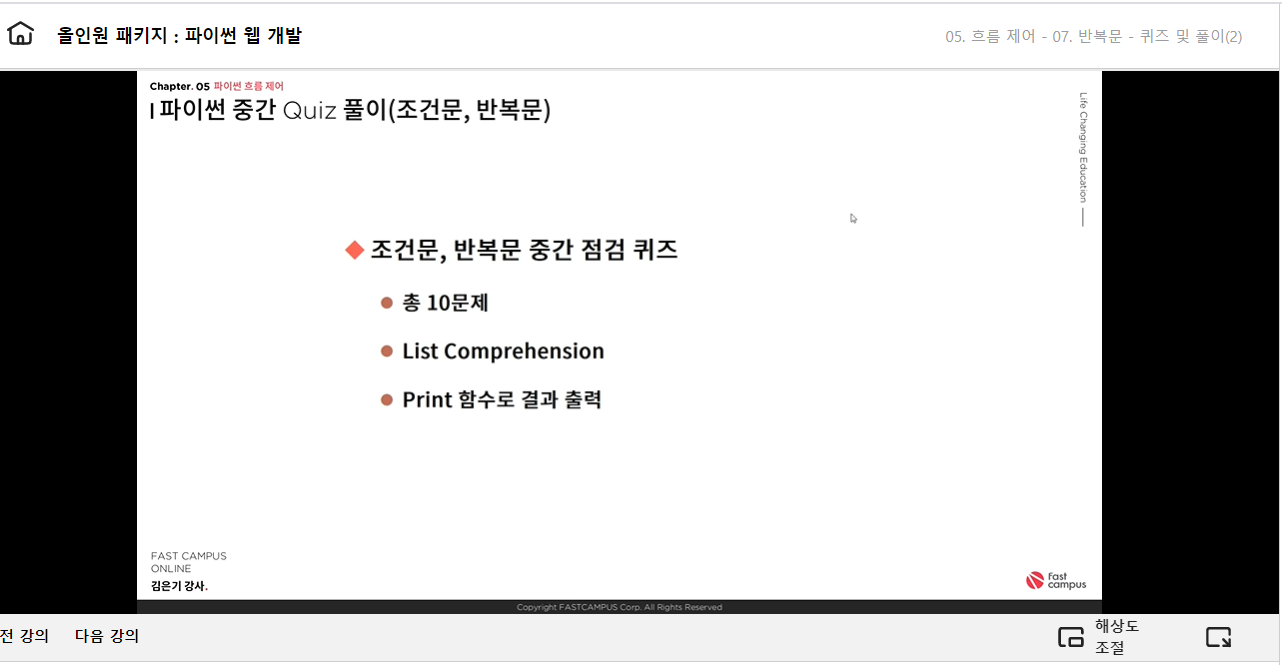 올인원 패키지 : 파이썬 웹 개발
05. 흐름 제어 - 07. 반복문 - 퀴즈 및 풀이(2)
Chapter. 05 파이썬 흐름 제어
파이썬 중간 Quiz 풀이(조건문, 반복문)
Life Changing Education
조건문, 반복문 중간 점검 퀴즈
총 10문제
List Comprehension
Print 함수로 결과 출력
FAST CAMPUS
ONLINE
김은기 강사.
Fast
campus
Copyright FASTCAMPUS Corp. All Rights Reserved
전 강의
다음 강의
해상도
조절